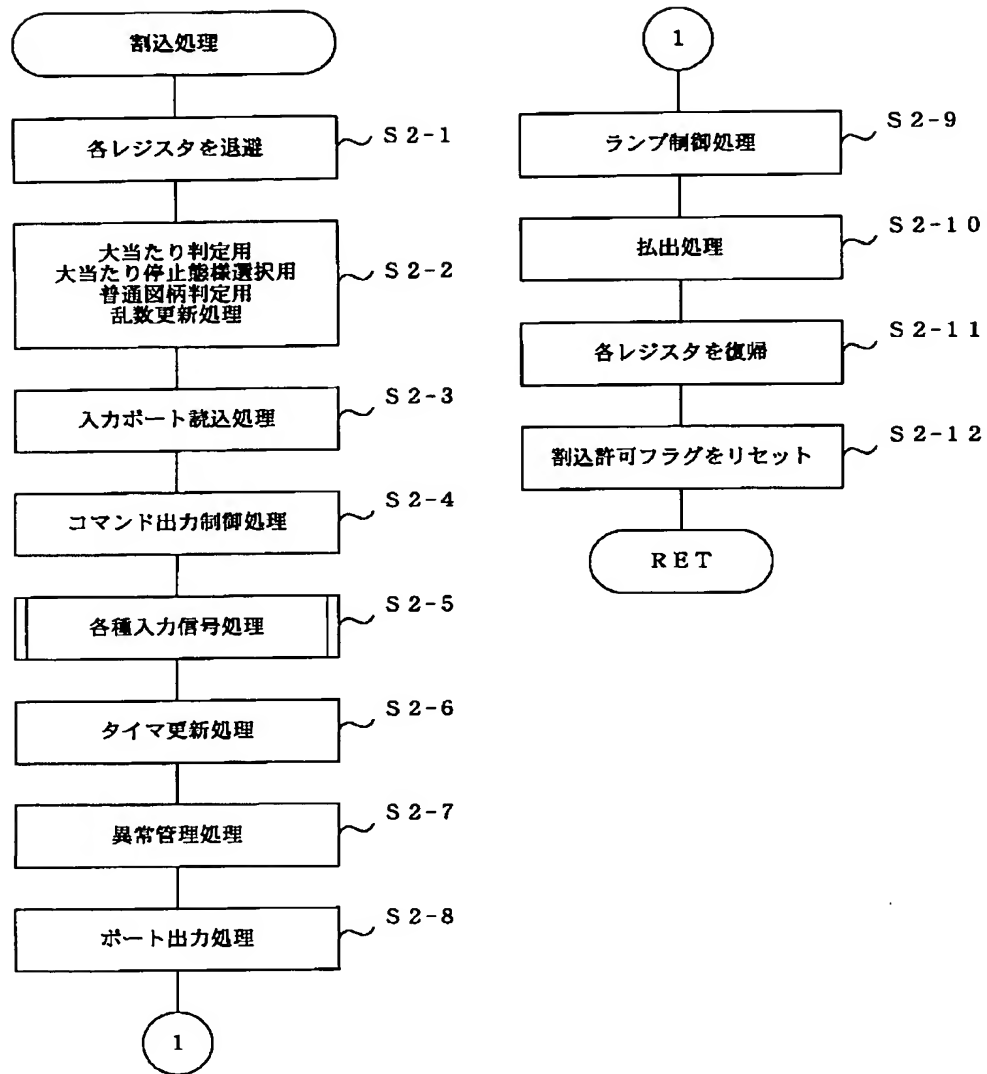 割込処理
各レジスタを退避
S2-1
大当たり判定用
大当たり停止態様選択用
普通図柄判定用
乱数更新処理
S2-2
入力ポート読込処理
S2-3
コマンド出力制御処理
S2-4
各種入力信号処理
S2-5
タイマ更新処理
S2-6
異常管理処理
S2-7
ポート出力処理
S2-8
1
1
ランプ制御処理
S2-9
払出処理
S2-10
各レジスタを復帰
S2-11
割込許可フラグをリセット
S2-12
RET